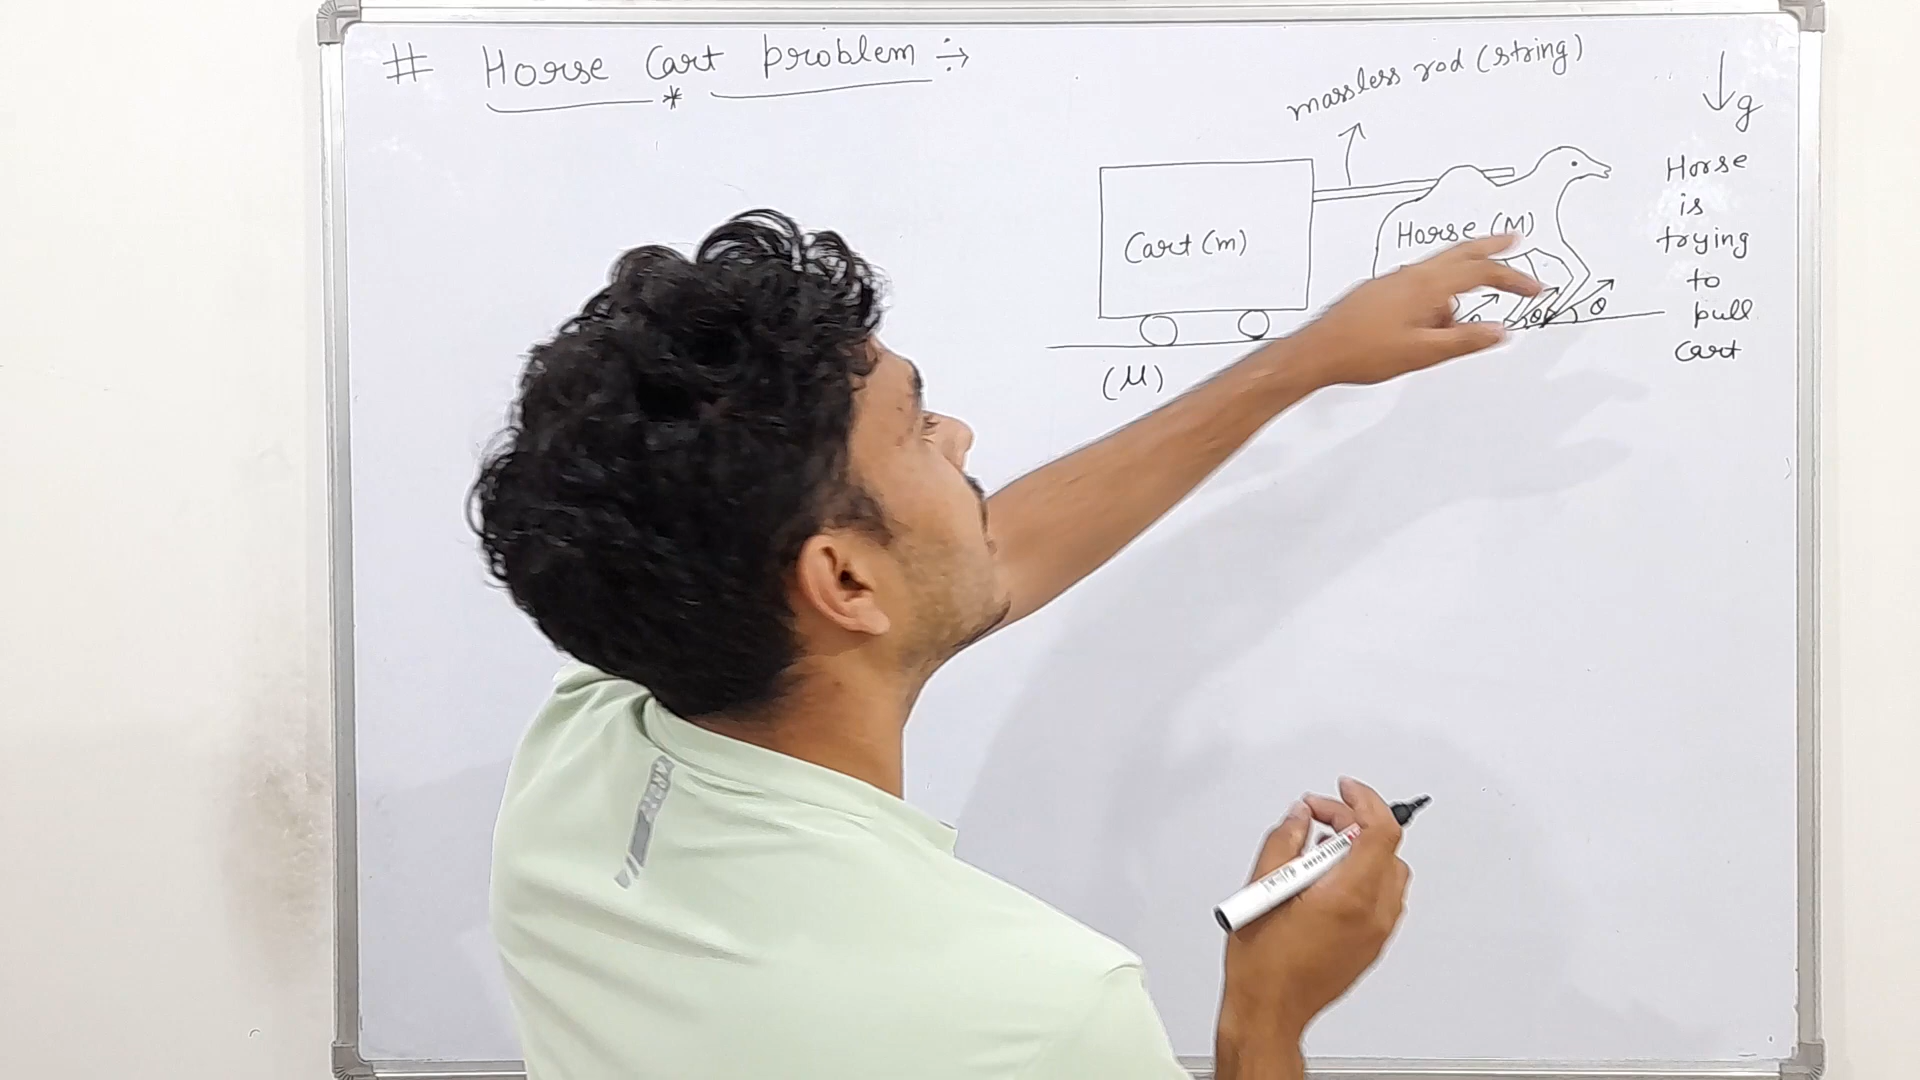 # Horse Cart problem ÷>
*
massless rod (string)
g
Cart (m)
Horse (M)
Horse
is
trying
to
pull
Cart
θ θ
(μ)